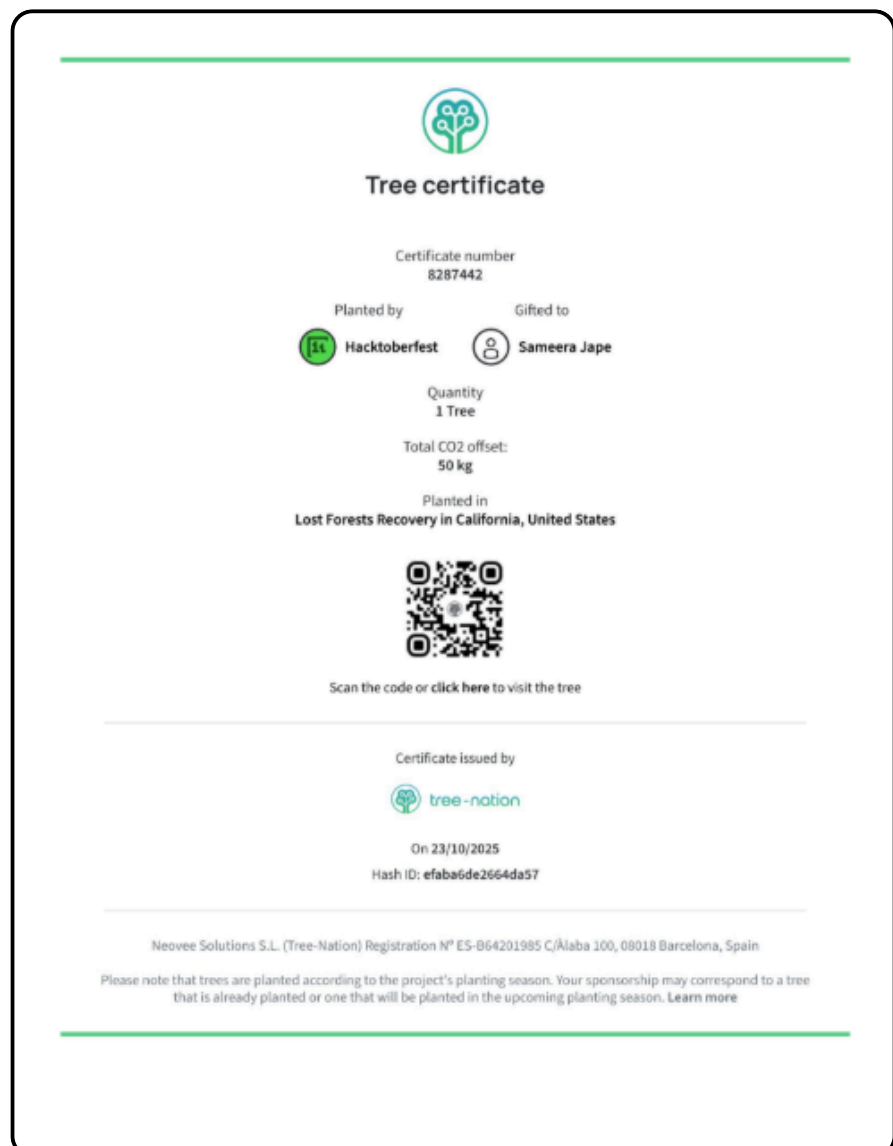 Tree certificate
Certificate number
8287442
Planted by
Gifted to
Hacktoberfest
Sameera Jape
Quantity
1 Tree
Total CO2 offset:
50 kg
Planted in
Lost Forests Recovery in California, United States
Scan the code or click here to visit the tree
Certificate issued by
tree-nation
On 23/10/2025
Hash ID: efaba6de2664da57
Neovee Solutions S.L. (Tree-Nation) Registration Nº ES-B64201985 C/Àlaba 100, 08018 Barcelona, Spain
Please note that trees are planted according to the project's planting season. Your sponsorship may correspond to a tree
that is already planted or one that will be planted in the upcoming planting season. Learn more